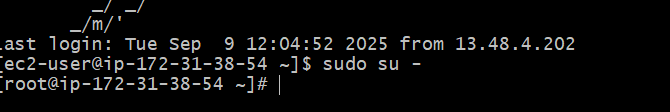 _/ _/
_/m/'
ast login: Tue Sep  9 12:04:52 2025 from 13.48.4.202
[ec2-user@ip-172-31-38-54 ~]$ sudo su -
[root@ip-172-31-38-54 ~]#